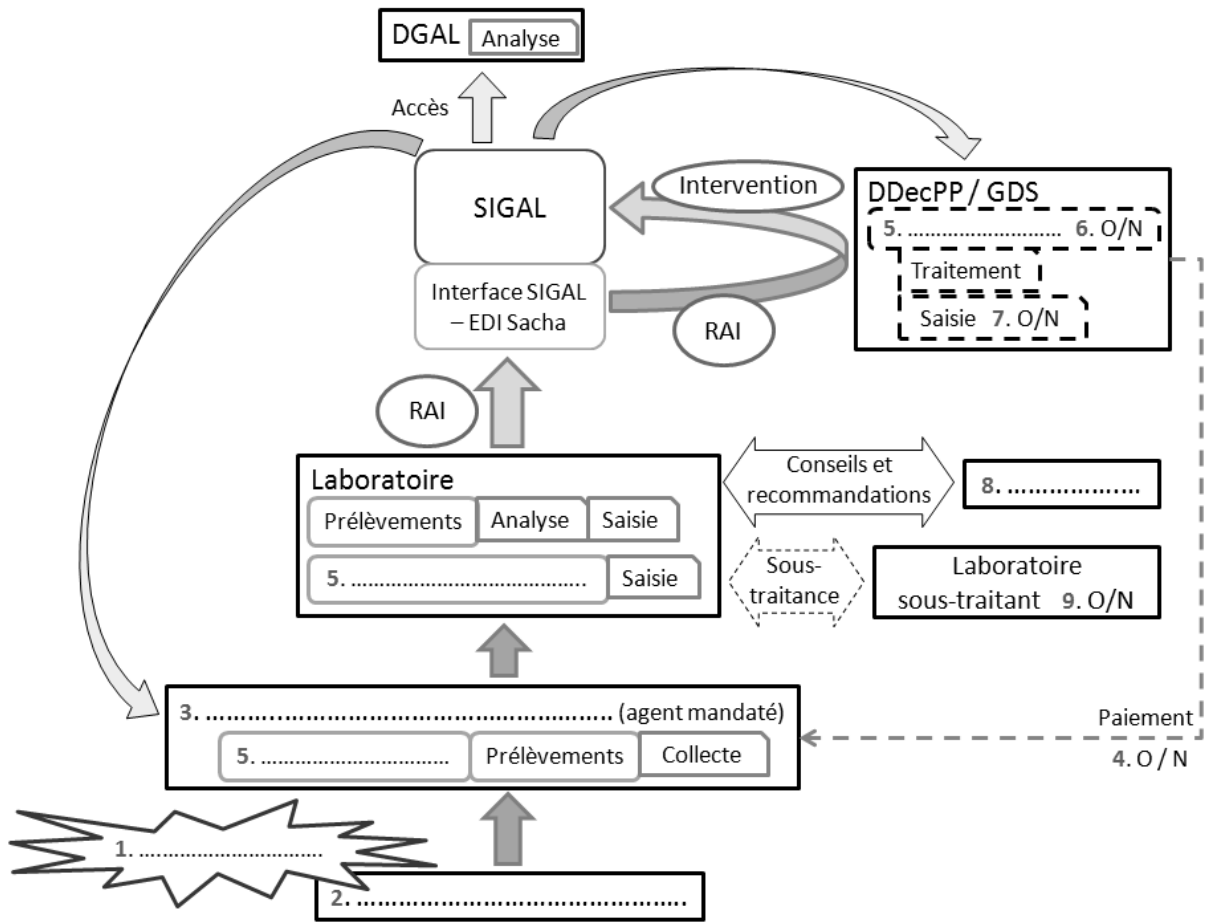 DGAL Analyse
Accès
SIGAL
Intervention
DDecPP / GDS
5. ............................ 6. O/N
Traitement
Saisie 7. O/N
Interface SIGAL
– EDI Sacha
RAI
RAI
Laboratoire
Prélèvements Analyse Saisie
5. .......................................... Saisie
Conseils et
recommandations
8. ..................
Sous-
traitance
Laboratoire
sous-traitant 9. O/N
3. ...................................................... (agent mandaté)
5. ................................. Prélèvements Collecte
Paiement
4. O / N
1. ................................
2. .............................................